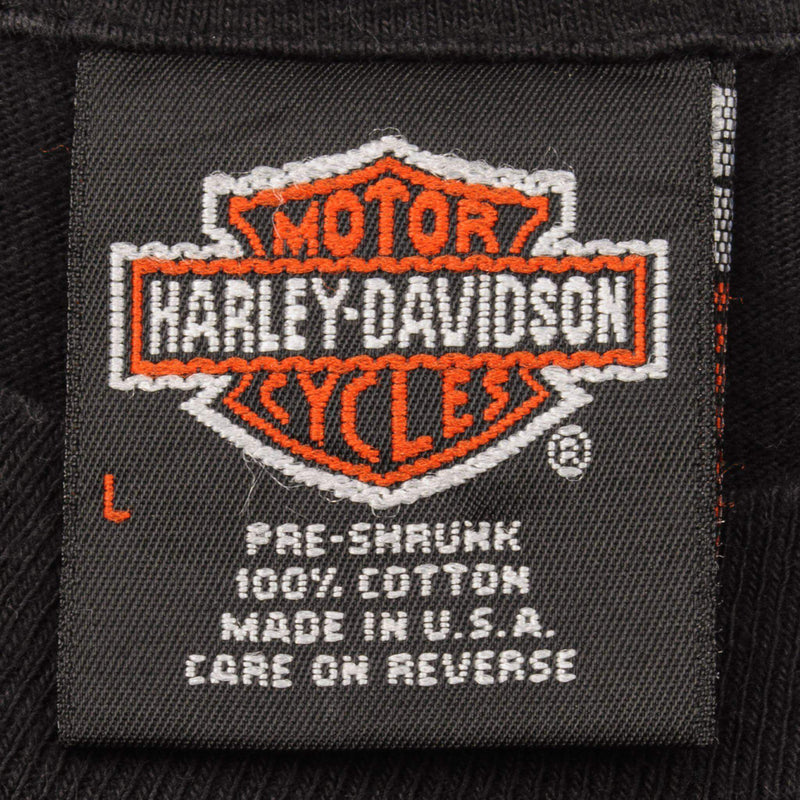 MOTOR
HARLEY-DAVIDSON
CYCLES
®
L
PRE-SHRUNK
100% COTTON
MADE IN U.S.A.
CARE ON REVERSE